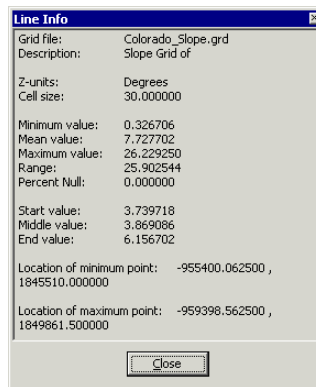 Line Info
Grid file: Colorado_Slope.grd
Description: Slope Grid of
Z-units: Degrees
Cell size: 30.000000
Minimum value: 0.326706
Mean value: 7.727702
Maximum value: 26.229250
Range: 25.902544
Percent Null: 0.000000
Start value: 3.739718
Middle value: 3.869086
End value: 6.156702
Location of minimum point: -955400.062500 ,
1845510.000000
Location of maximum point: -959398.562500 ,
1849861.500000
Close